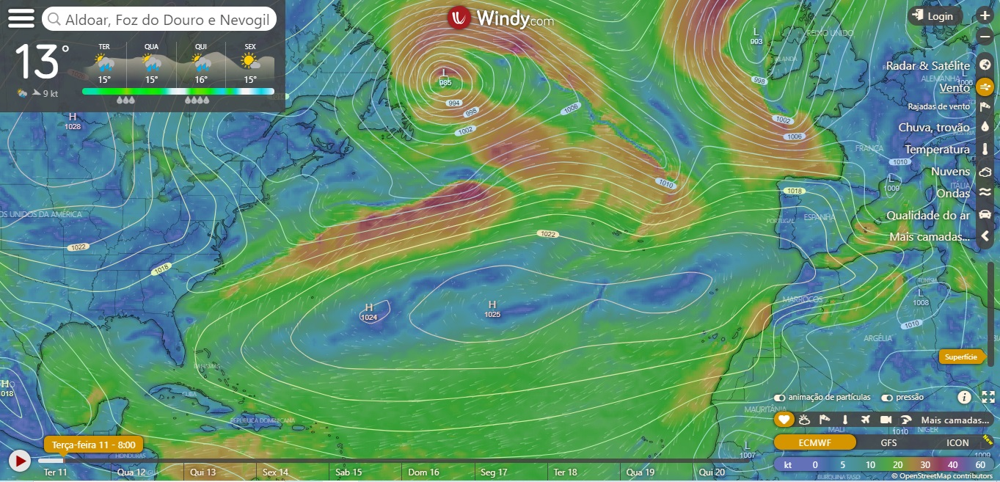 Aldoar, Foz do Douro e Nevogil
Windy.com
Login
13°
9 kt
TER
QUA
QUI
SEX
15°
15°
16°
15°
Radar & Satélite
Vento
Rajadas de vento
Chuva, trovão
Temperatura
Nuvens
Ondas
Qualidade do ar
Mais camadas...
L
993
REINO UNIDO
IRLANDA
ALEMANHA
L
1006
L
985
994
998
1002
1006
998
1002
1006
H
1028
FRANÇA
1010
1010
L
1009
ITÁLIA
1018
PORTUGAL
ESPANHA
OS UNIDOS DA AMÉRICA
1022
1018
1022
H
1024
H
1025
MARROCOS
TUNÍSIA
L
1008
1010
ARGÉLIA
Superfície
BAHAMAS
H
018
CUBA
REPÚBLICA DOMINICANA
HONDURAS
MAURITÂNIA
MALI
1010
NÍGER
L
1007
1009
BURQUINA FASO
animação de partículas
pressão
Mais camadas...
ECMWF
GFS
ICON
New
kt 0 5 10 20 30 40 60
© OpenStreetMap contributors
Terça-feira 11 - 8:00
Ter 11
Qua 12
Qui 13
Sex 14
Sab 15
Dom 16
Seg 17
Ter 18
Qua 19
Qui 20